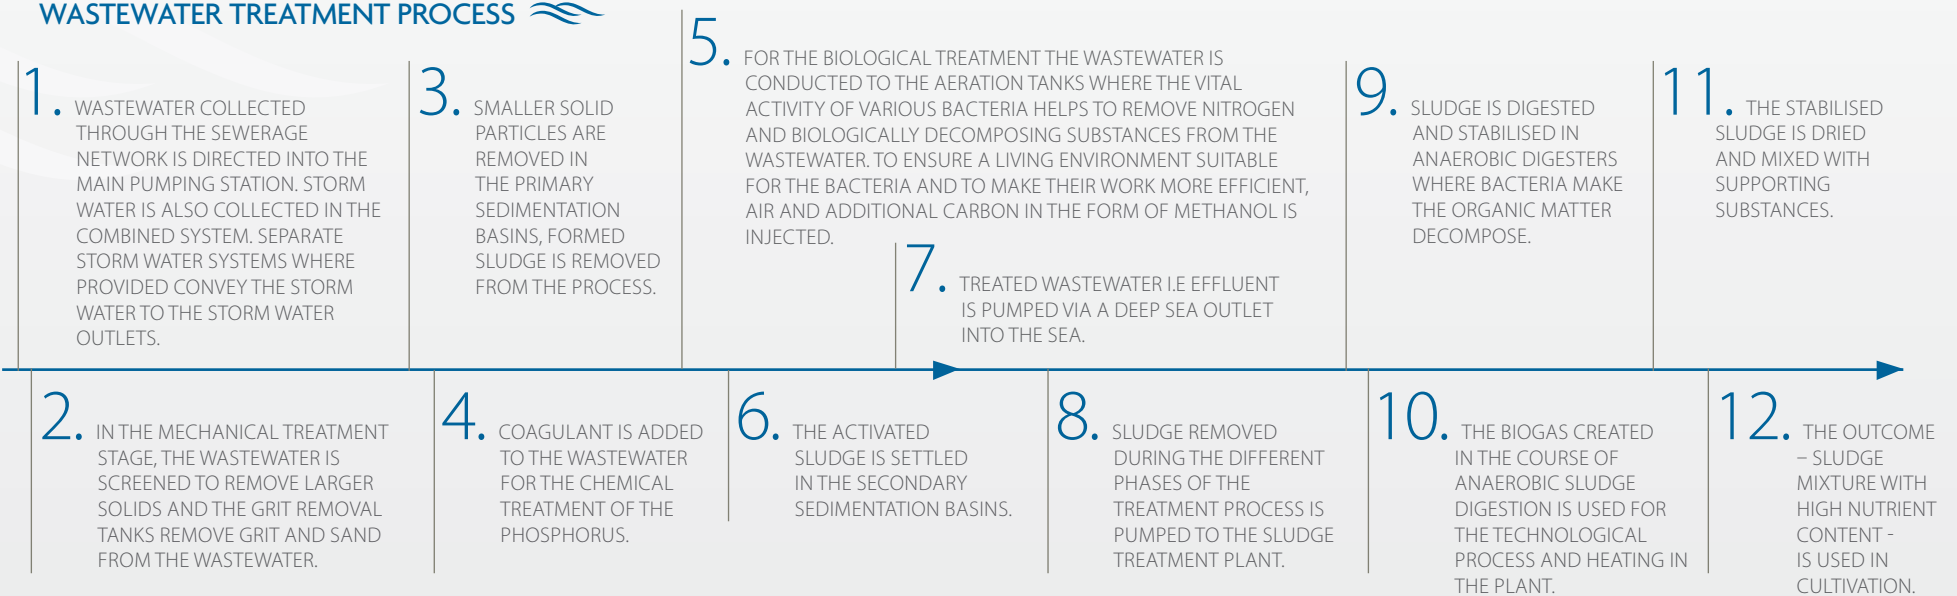 WASTEWATER TREATMENT PROCESS
1. WASTEWATER COLLECTED
THROUGH THE SEWERAGE
NETWORK IS DIRECTED INTO THE
MAIN PUMPING STATION. STORM
WATER IS ALSO COLLECTED IN THE
COMBINED SYSTEM. SEPARATE
STORM WATER SYSTEMS WHERE
PROVIDED CONVEY THE STORM
WATER TO THE STORM WATER
OUTLETS.
2. IN THE MECHANICAL TREATMENT
STAGE, THE WASTEWATER IS
SCREENED TO REMOVE LARGER
SOLIDS AND THE GRIT REMOVAL
TANKS REMOVE GRIT AND SAND
FROM THE WASTEWATER.
3. SMALLER SOLID
PARTICLES ARE
REMOVED IN
THE PRIMARY
SEDIMENTATION
BASINS, FORMED
SLUDGE IS REMOVED
FROM THE PROCESS.
4. COAGULANT IS ADDED
TO THE WASTEWATER
FOR THE CHEMICAL
TREATMENT OF THE
PHOSPHORUS.
5. FOR THE BIOLOGICAL TREATMENT THE WASTEWATER IS
CONDUCTED TO THE AERATION TANKS WHERE THE VITAL
ACTIVITY OF VARIOUS BACTERIA HELPS TO REMOVE NITROGEN
AND BIOLOGICALLY DECOMPOSING SUBSTANCES FROM THE
WASTEWATER. TO ENSURE A LIVING ENVIRONMENT SUITABLE
FOR THE BACTERIA AND TO MAKE THEIR WORK MORE EFFICIENT,
AIR AND ADDITIONAL CARBON IN THE FORM OF METHANOL IS
INJECTED.
6. THE ACTIVATED
SLUDGE IS SETTLED
IN THE SECONDARY
SEDIMENTATION BASINS.
7. TREATED WASTEWATER I.E EFFLUENT
IS PUMPED VIA A DEEP SEA OUTLET
INTO THE SEA.
8. SLUDGE REMOVED
DURING THE DIFFERENT
PHASES OF THE
TREATMENT PROCESS IS
PUMPED TO THE SLUDGE
TREATMENT PLANT.
9. SLUDGE IS DIGESTED
AND STABILISED IN
ANAEROBIC DIGESTERS
WHERE BACTERIA MAKE
THE ORGANIC MATTER
DECOMPOSE.
10. THE BIOGAS CREATED
IN THE COURSE OF
ANAEROBIC SLUDGE
DIGESTION IS USED FOR
THE TECHNOLOGICAL
PROCESS AND HEATING IN
THE PLANT.
11. THE STABILISED
SLUDGE IS DRIED
AND MIXED WITH
SUPPORTING
SUBSTANCES.
12. THE OUTCOME
– SLUDGE
MIXTURE WITH
HIGH NUTRIENT
CONTENT -
IS USED IN
CULTIVATION.